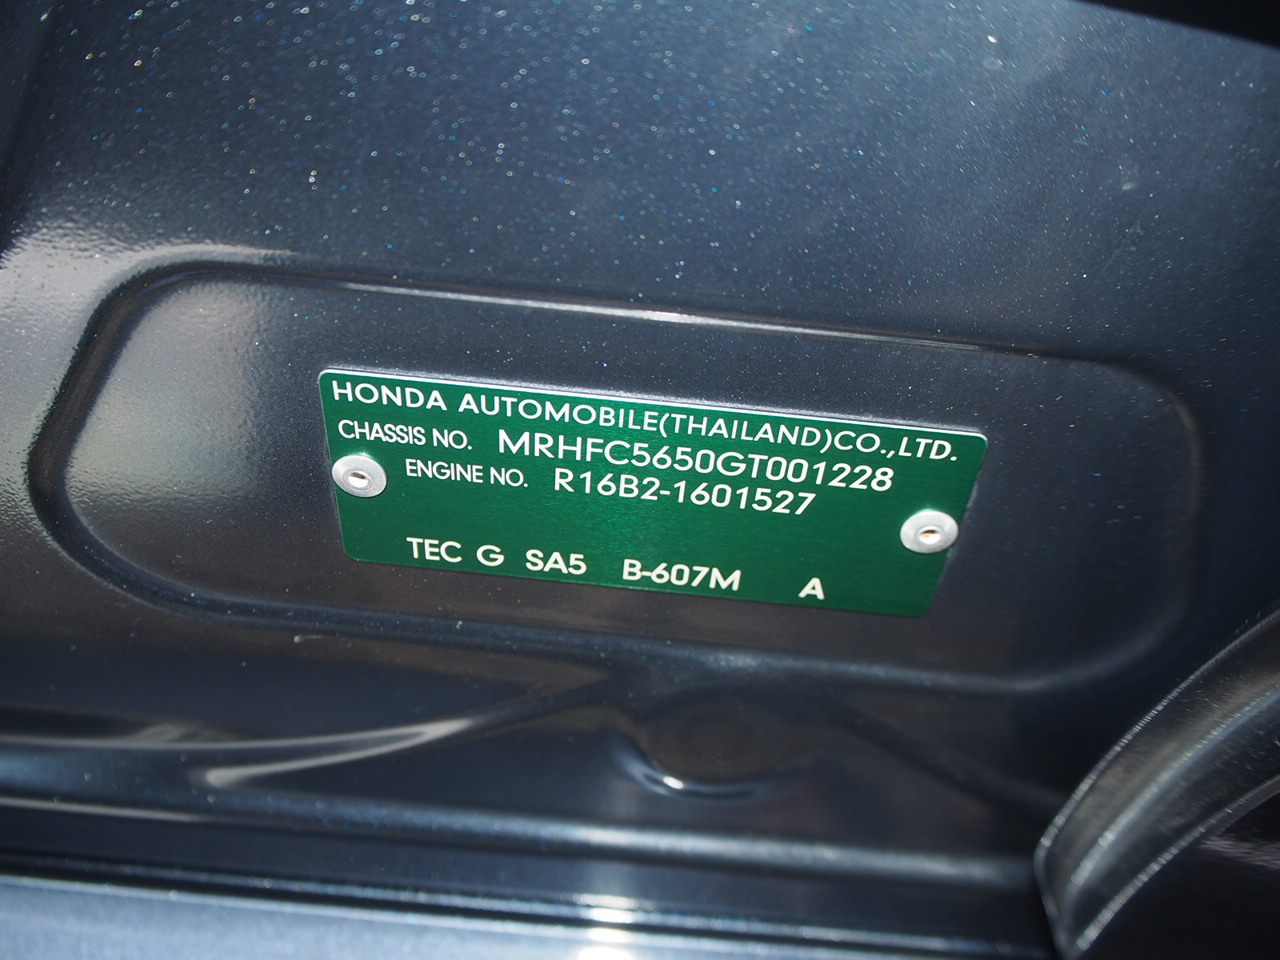 HONDA AUTOMOBILE(THAILAND)CO.,LTD.
CHASSIS NO. MRHFC5650GT001228
ENGINE NO. R16B2-1601527
TEC G SA5 B-607M A